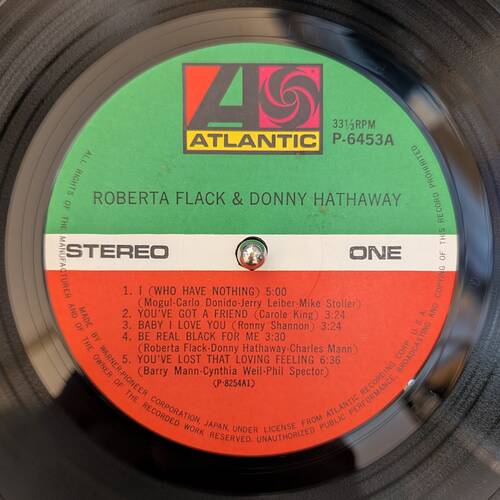 ATLANTIC
33⅓RPM
P-6453A
ROBERTA FLACK & DONNY HATHAWAY
STEREO
ONE
1. I (WHO HAVE NOTHING) 5:00
(Mogul-Carlo Donido-Jerry Leiber-Mike Stoller)
2. YOU'VE GOT A FRIEND (Carole King) 3:24
3. BABY I LOVE YOU (Ronny Shannon) 3:24
4. BE REAL BLACK FOR ME 3:30
(Roberta Flack-Donny Hathaway-Charles Mann)
5. YOU'VE LOST THAT LOVING FEELING 6:36
(Barry Mann-Cynthia Weil-Phil Spector)
(P-8254A1)
MADE BY WARNER-PIONEER CORPORATION, JAPAN, UNDER LICENSE FROM ATLANTIC RECORDING CORP. U.S.A.
ALL RIGHTS OF THE MANUFACTURER AND OF THE OWNER OF THE RECORDED WORK RESERVED. UNAUTHORIZED PUBLIC PERFORMANCE, BROADCASTING AND COPYING OF THIS RECORD PROHIBITED